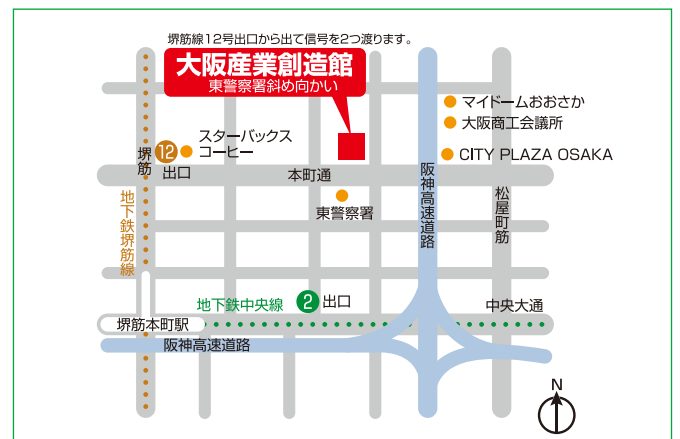 堺筋線12号出口から出て信号を2つ渡ります。
大阪産業創造館
東警察署斜め向かい
マイドームおおさか
大阪商工会議所
CITY PLAZA OSAKA
スターバックス
コーヒー
12
出口
堺筋
本町通
東警察署
阪神高速道路
松屋町筋
地下鉄堺筋線
地下鉄中央線
2
出口
中央大通
堺筋本町駅
阪神高速道路
N